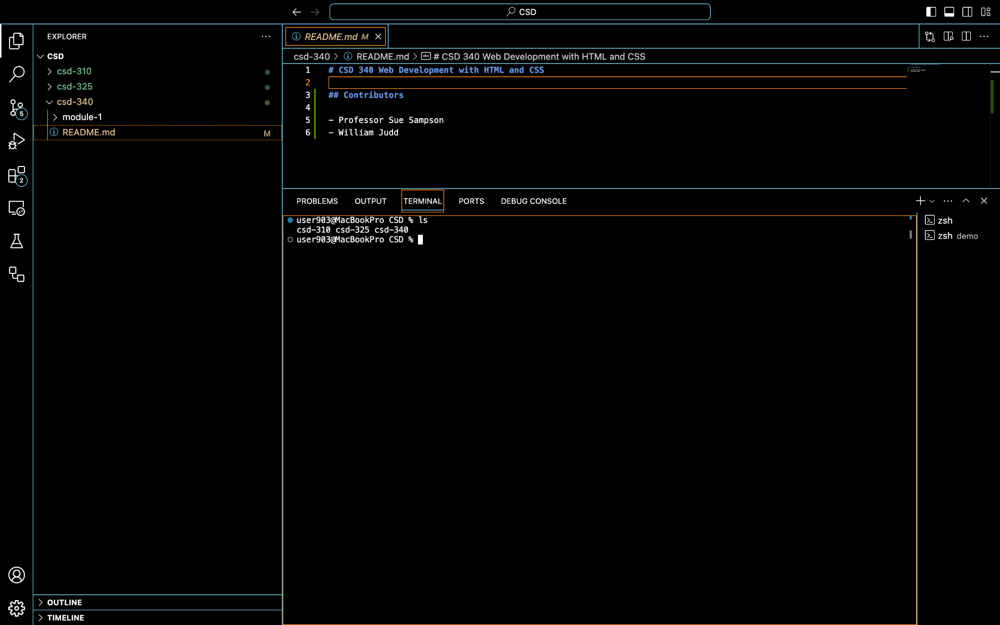 CSD
EXPLORER
CSD
csd-310
csd-325
csd-340
module-1
README.md M
5
2
OUTLINE
TIMELINE
README.md M
csd-340 > README.md > # CSD 340 Web Development with HTML and CSS
1 # CSD 340 Web Development with HTML and CSS
2
3 ## Contributors
4
5 - Professor Sue Sampson
6 - William Judd
PROBLEMS OUTPUT TERMINAL PORTS DEBUG CONSOLE
user903@MacBookPro CSD % ls
csd-310 csd-325 csd-340
user903@MacBookPro CSD %
zsh
zsh demo